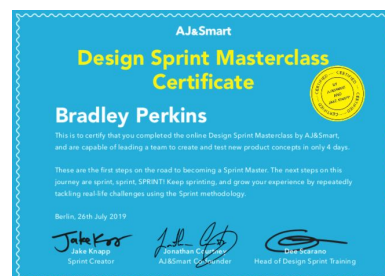 AJ&Smart
Design Sprint Masterclass
Certificate
Bradley Perkins
This is to certify that you completed the online Design Sprint Masterclass by AJ&Smart,
and are capable of leading a team to create and test new product concepts in only 4 days.
These are the first steps on the road to becoming a Sprint Master. The next steps on this
journey are sprint, sprint, SPRINT! Keep sprinting, and grow your experience by repeatedly
tackling real-life challenges using the Sprint methodology.
Berlin, 26th July 2019
Jake Knapp
Jonathan Courtney
Dee Scarano
Sprint Creator
AJ&Smart Co-founder
Head of Design Sprint Training
CERTIFIED